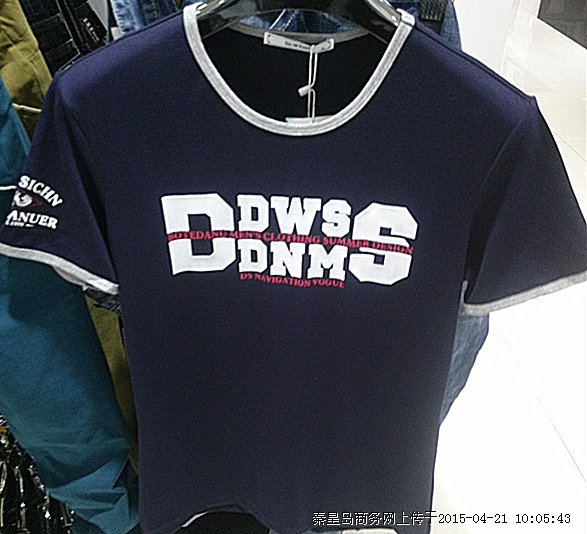 SICHN
ANUER
DDWSS
BOTEDANU MEN'S CLOTHING SUMMER DESIGN
DNM
DS NAVIGATION VOGUE
秦皇岛商务网上传于2015-04-21 10:05:43